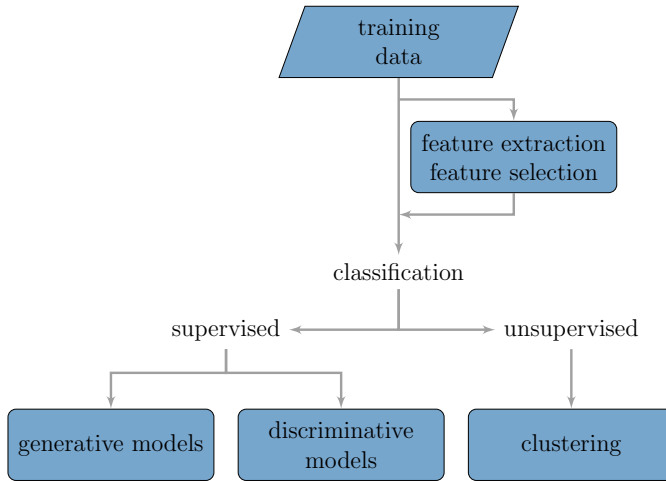 training
data
feature extraction
feature selection
classification
supervised
unsupervised
generative models
discriminative
models
clustering